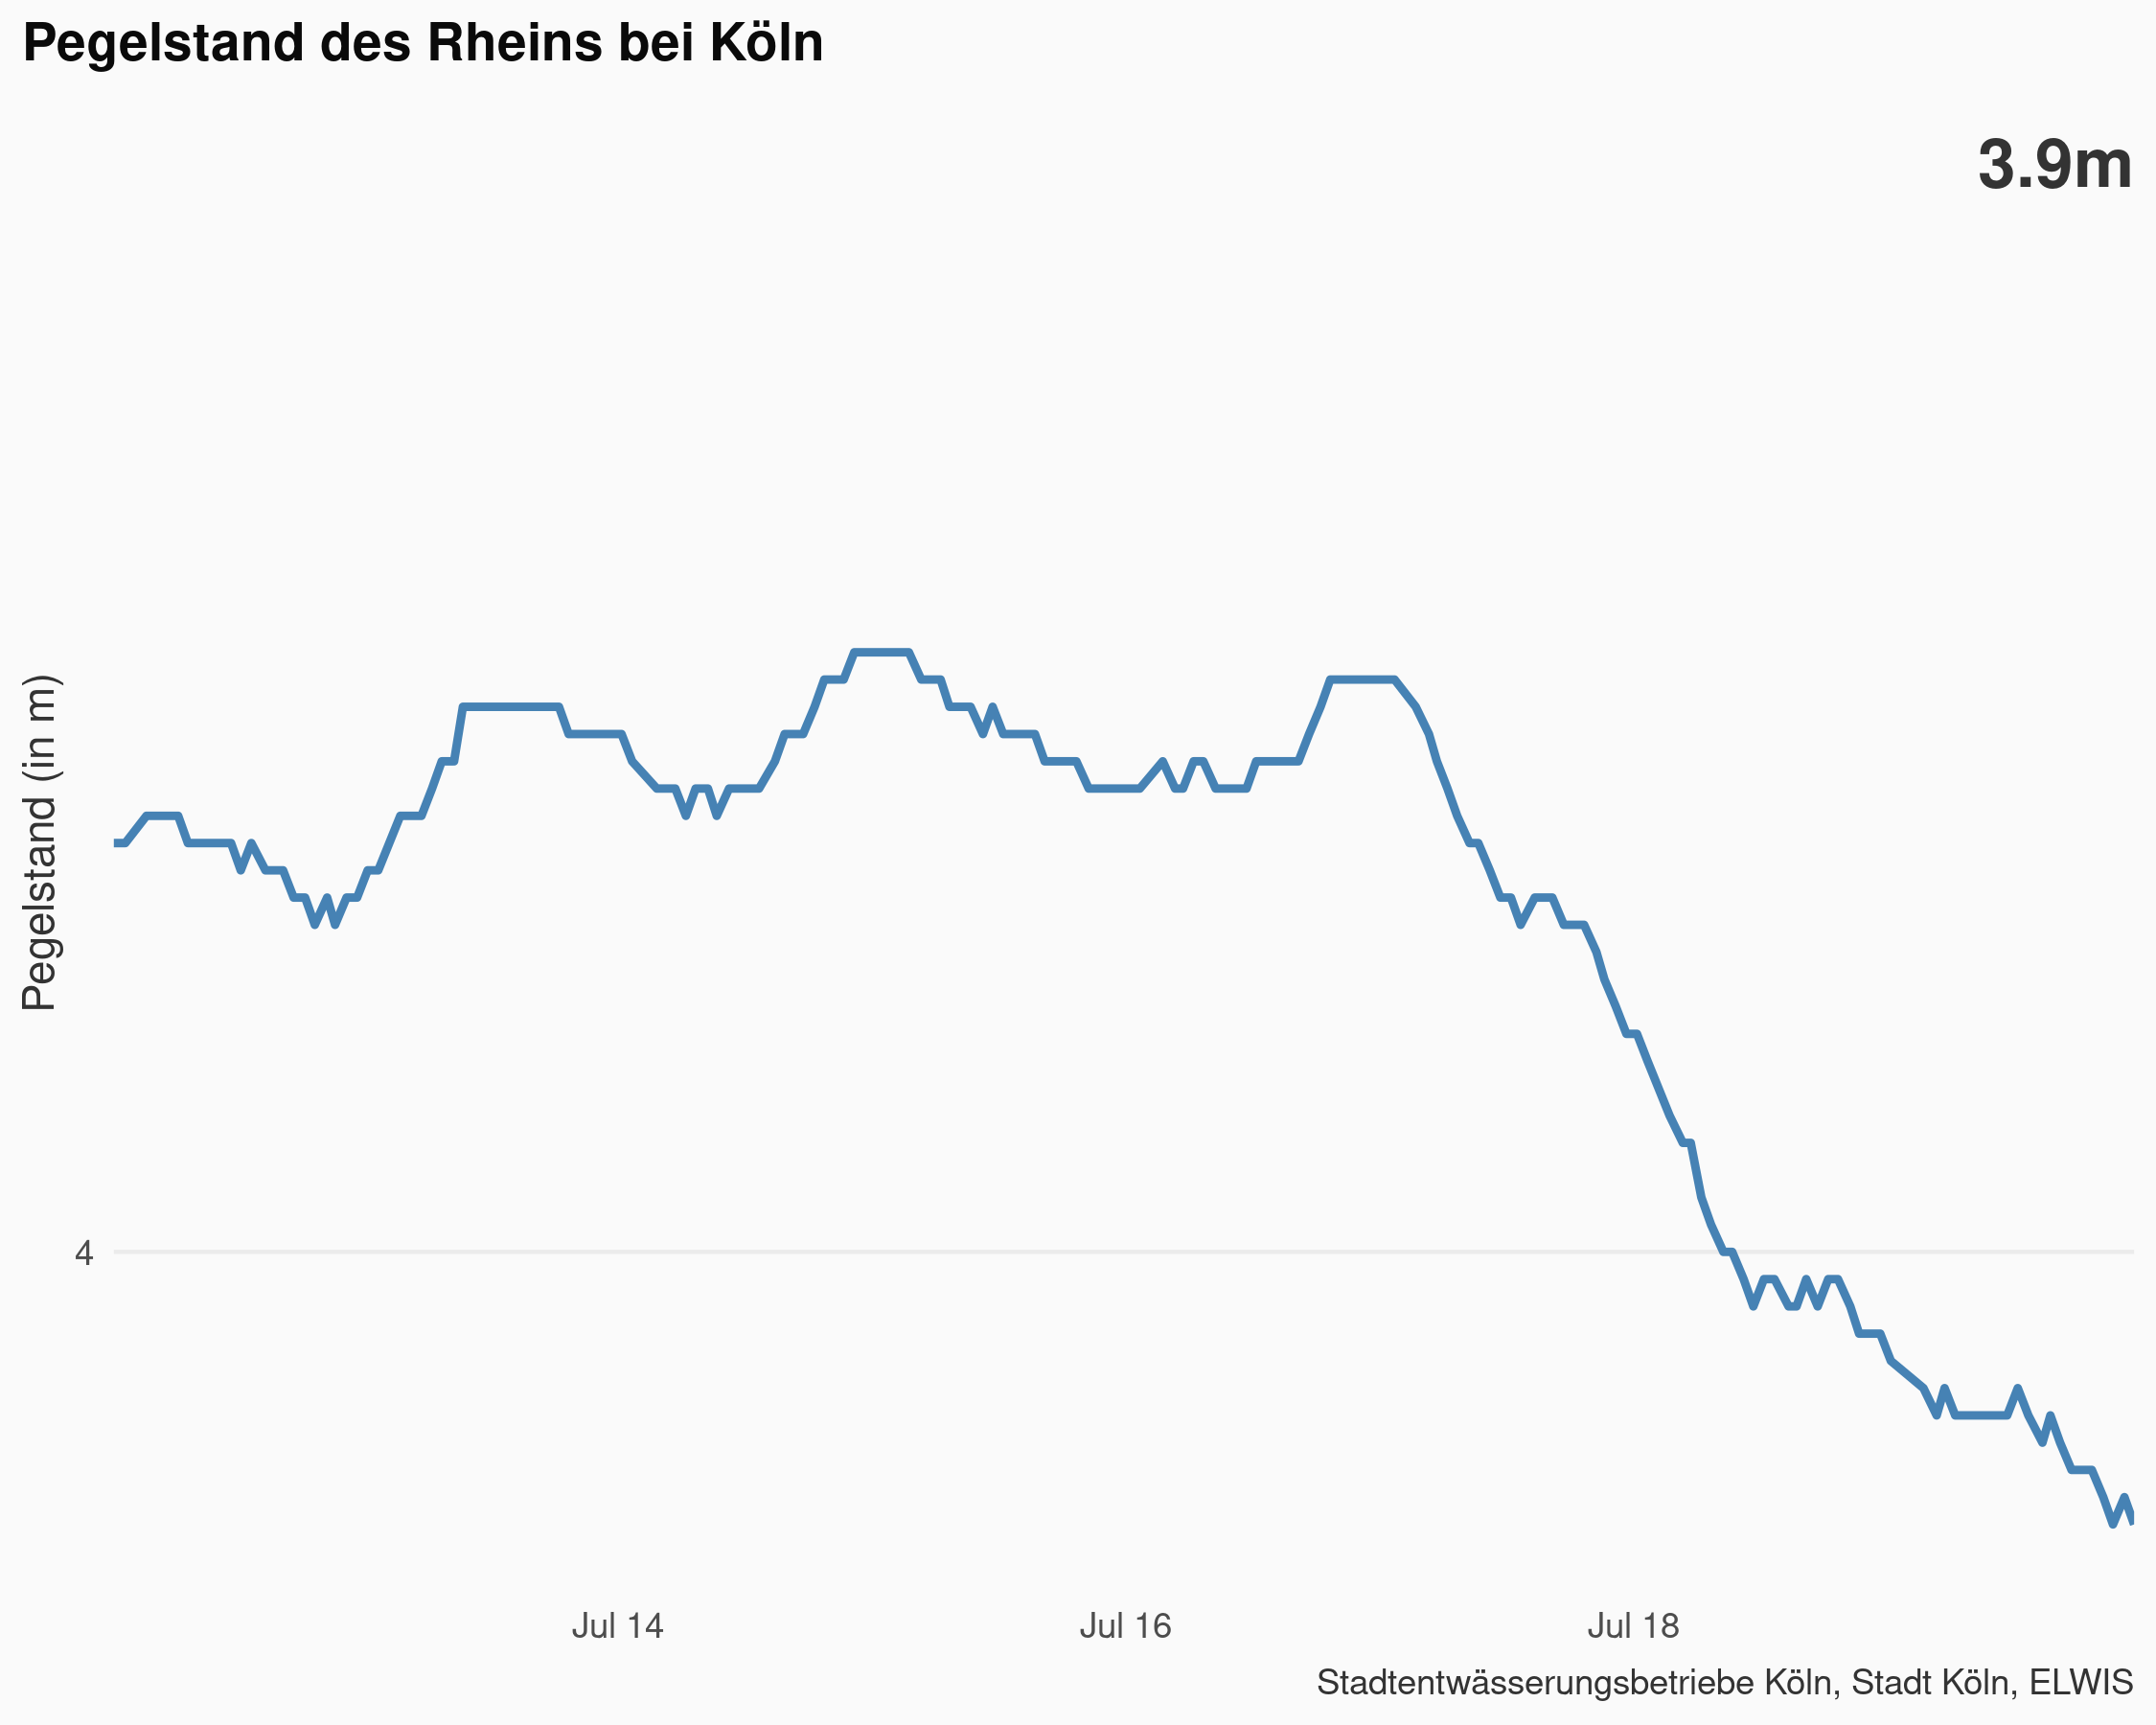 Pegelstand des Rheins bei Köln
3.9m
Pegelstand (in m)
4
Jul 14
Jul 16
Jul 18
Stadtentwässerungsbetriebe Köln, Stadt Köln, ELWIS